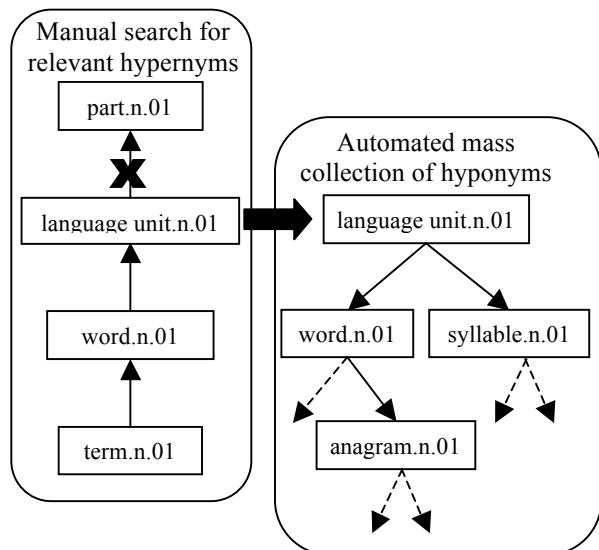 Manual search for
relevant hypernyms
part.n.01
language unit.n.01
word.n.01
term.n.01
Automated mass
collection of hyponyms
language unit.n.01
word.n.01
syllable.n.01
anagram.n.01